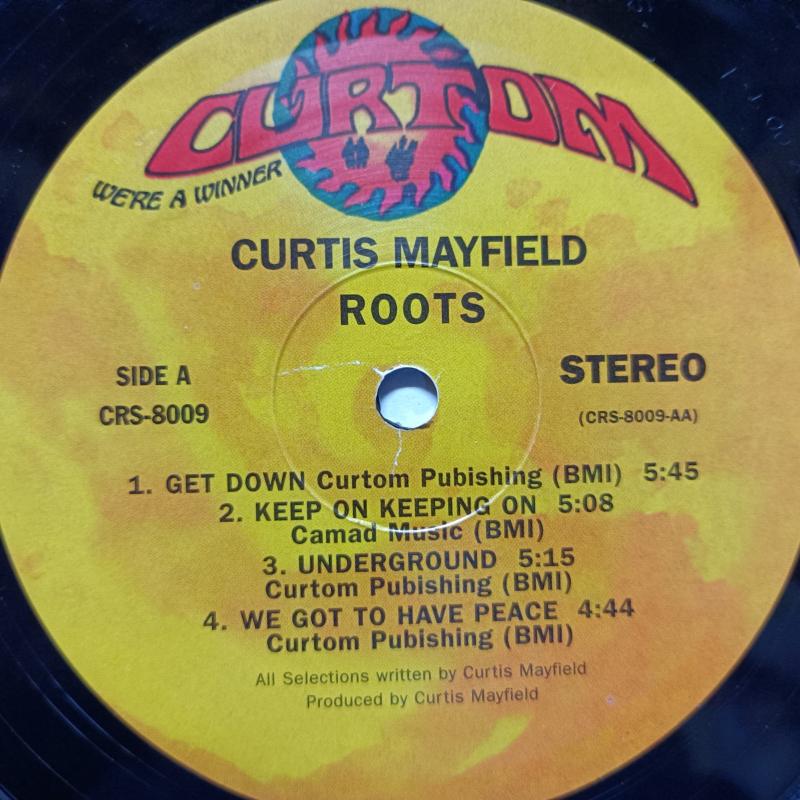 CURTOM
WE'RE A WINNER
CURTIS MAYFIELD
ROOTS
SIDE A
CRS-8009
STEREO
(CRS-8009-AA)
1. GET DOWN Curtom Pubishing (BMI) 5:45
2. KEEP ON KEEPING ON 5:08
Camad Music (BMI)
3. UNDERGROUND 5:15
Curtom Pubishing (BMI)
4. WE GOT TO HAVE PEACE 4:44
Curtom Pubishing (BMI)
All Selections written by Curtis Mayfield
Produced by Curtis Mayfield